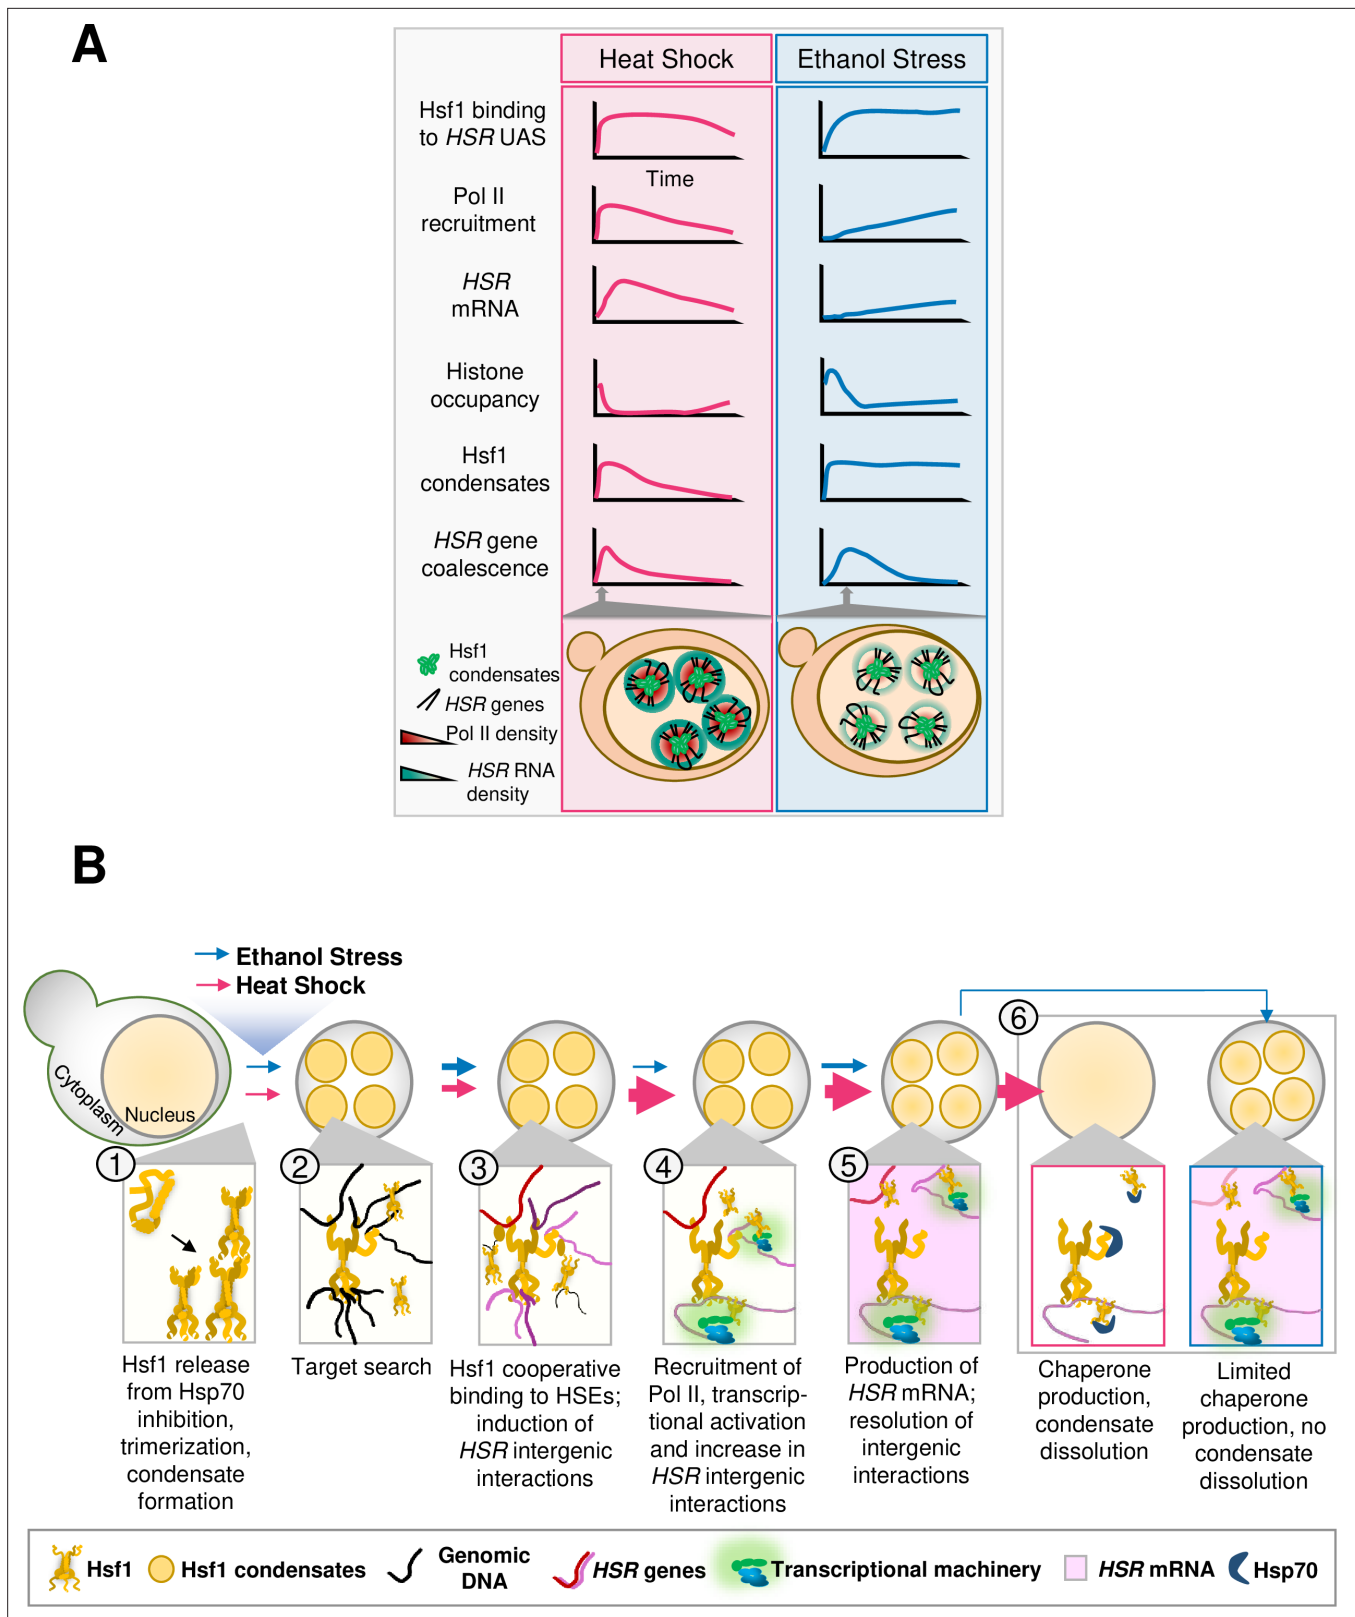 A
Heat Shock
Ethanol Stress
Hsf1 binding
to HSR UAS
Time
Pol II
recruitment
HSR
mRNA
Histone
occupancy
Hsf1
condensates
HSR gene
coalescence
Hsf1
condensates
HSR genes
Pol II density
HSR RNA
density
B
Ethanol Stress
Heat Shock
Cytoplasm
Nucleus
1
2
3
4
5
6
Hsf1 release
from Hsp70
inhibition,
trimerization,
condensate
formation
Target search
Hsf1 cooperative
binding to HSEs;
induction of
HSR intergenic
interactions
Recruitment of
Pol II, transcrip-
tional activation
and increase in
HSR intergenic
interactions
Production of
HSR mRNA;
resolution of
intergenic
interactions
Chaperone
production,
condensate
dissolution
Limited
chaperone
production, no
condensate
dissolution
Hsf1
Hsf1 condensates
Genomic
DNA
HSR genes
Transcriptional machinery
HSR mRNA
Hsp70